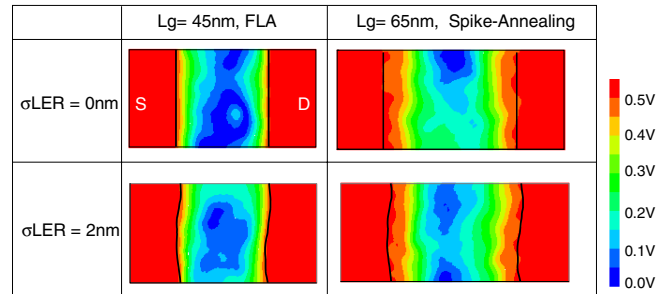 Lg= 45nm, FLA
Lg= 65nm, Spike-Annealing
σLER = 0nm
S
D
σLER = 2nm
0.5V
0.4V
0.3V
0.2V
0.1V
0.0V